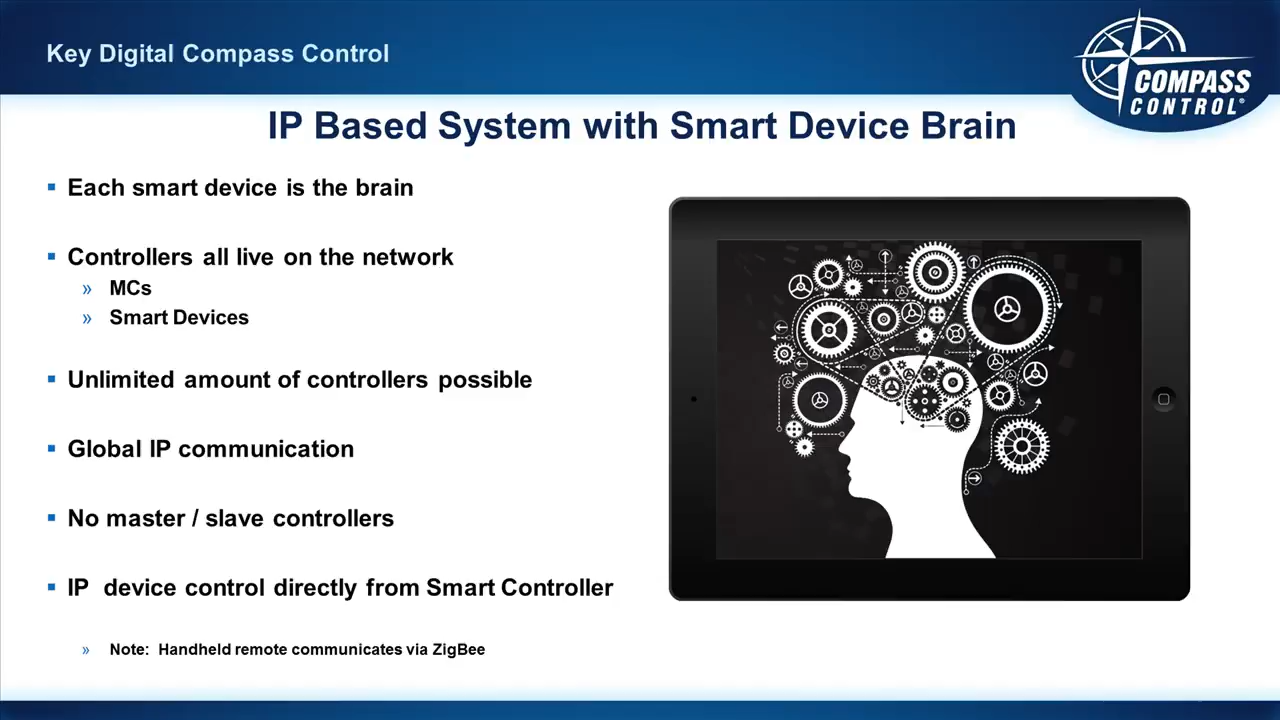 Key Digital Compass Control
COMPASS
CONTROL®
IP Based System with Smart Device Brain
▪ Each smart device is the brain
▪ Controllers all live on the network
» MCs
» Smart Devices
▪ Unlimited amount of controllers possible
▪ Global IP communication
▪ No master / slave controllers
▪ IP  device control directly from Smart Controller
» Note:  Handheld remote communicates via ZigBee